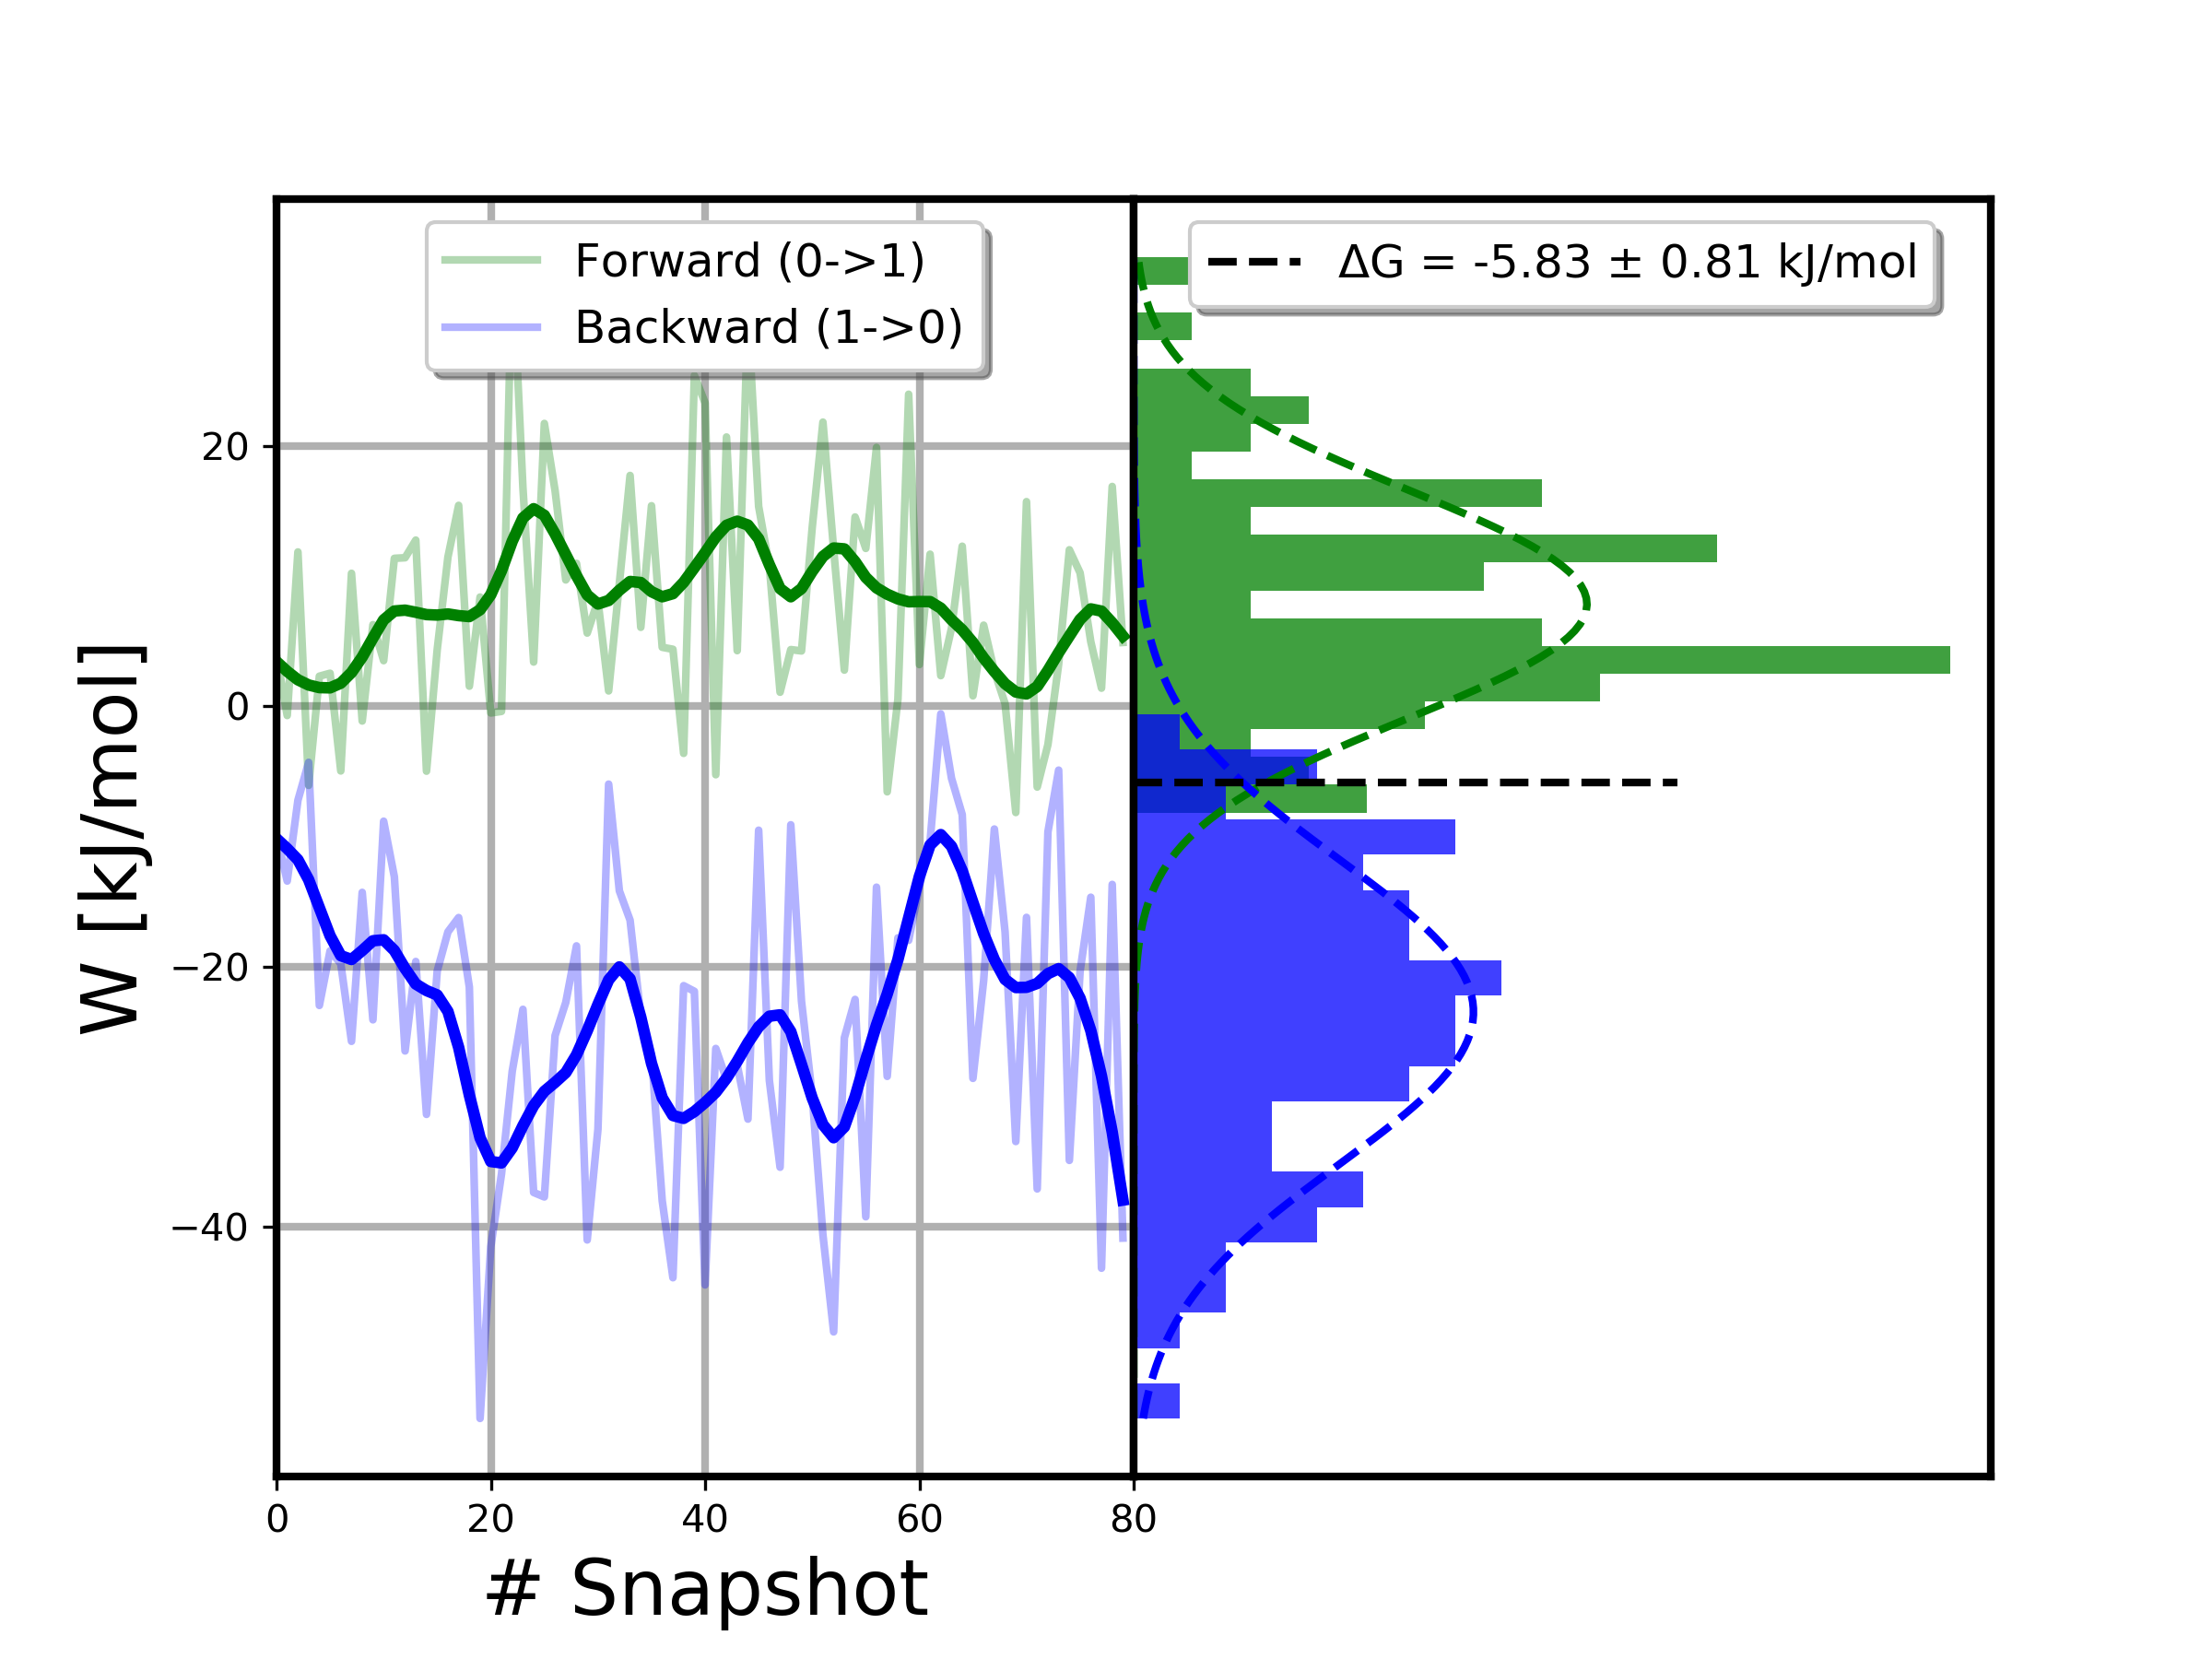 Forward (0->1)
Backward (1->0)
ΔG = -5.83 ± 0.81 kJ/mol
W [kJ/mol]
20
0
−20
−40
0 20 40 60 80
# Snapshot